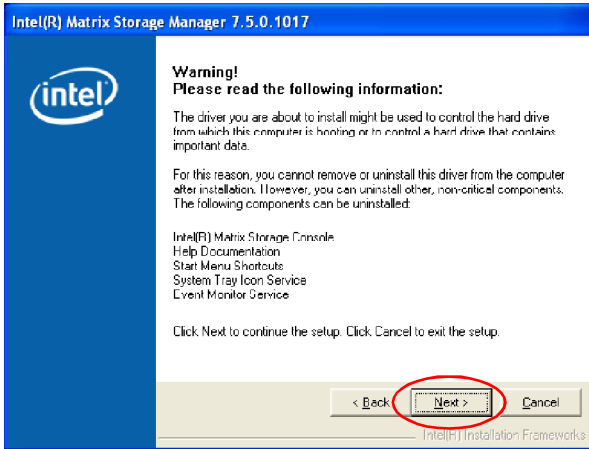 Intel(R) Matrix Storage Manager 7.5.0.1017
intel
Warning!
Please read the following information:
The driver you are about to install might be used to control the hard drive
from which this computer is booting or to control a hard drive that contains
important data.
For this reason, you cannot remove or uninstall this driver from the computer
after installation. However, you can uninstall other, non-critical components.
The following components can be uninstalled:
Intel(R) Matrix Storage Console
Help Documentation
Start Menu Shortcuts
System Tray Icon Service
Event Monitor Service
Click Next to continue the setup. Click Cancel to exit the setup.
< Back Next > Cancel
Intel(R) Installation Frameworks